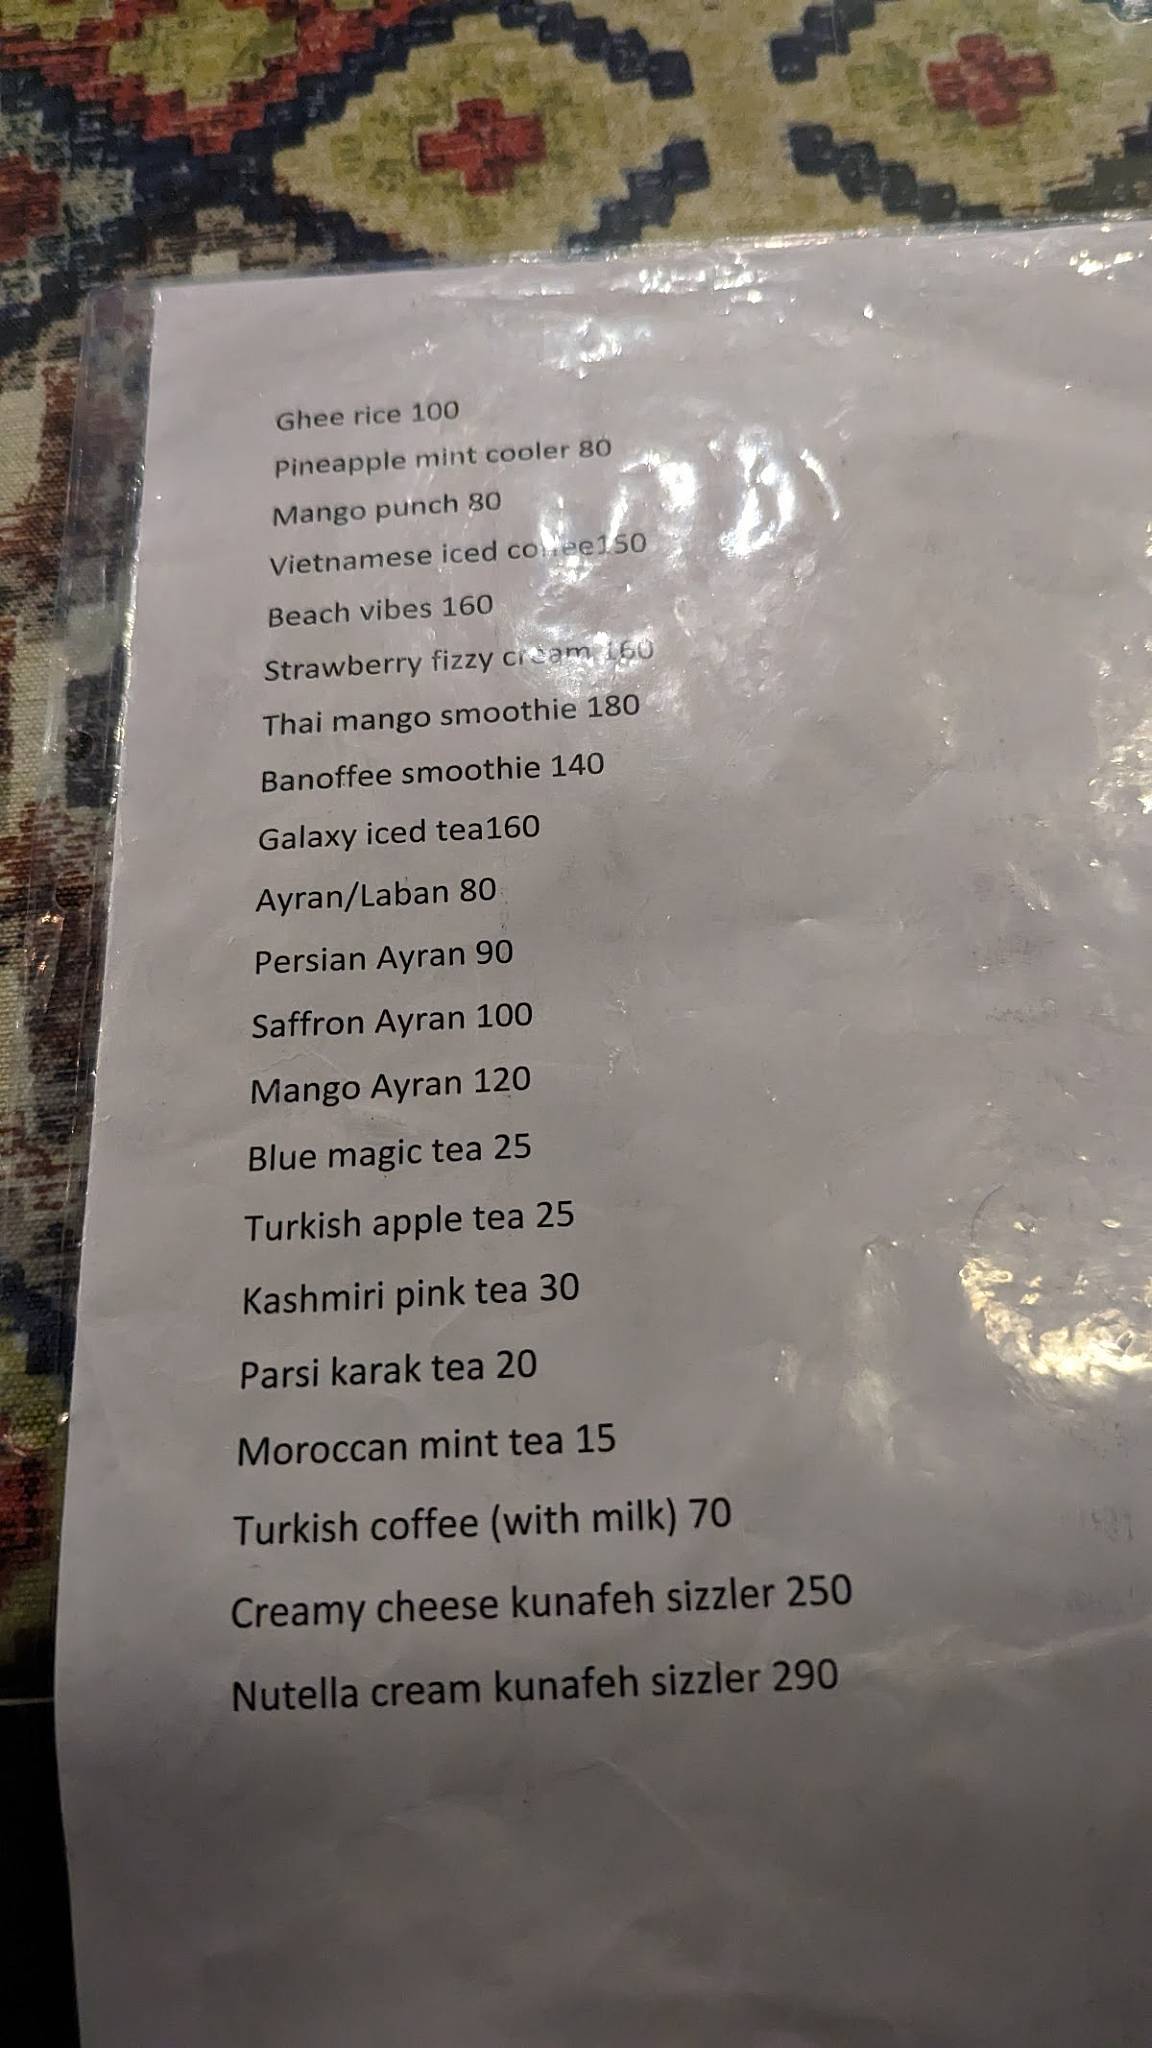 Ghee rice 100
Pineapple mint cooler 80
Mango punch 80
Vietnamese iced coffee150
Beach vibes 160
Strawberry fizzy cream 160
Thai mango smoothie 180
Banoffee smoothie 140
Galaxy iced tea160
Ayran/Laban 80
Persian Ayran 90
Saffron Ayran 100
Mango Ayran 120
Blue magic tea 25
Turkish apple tea 25
Kashmiri pink tea 30
Parsi karak tea 20
Moroccan mint tea 15
Turkish coffee (with milk) 70
Creamy cheese kunafeh sizzler 250
Nutella cream kunafeh sizzler 290